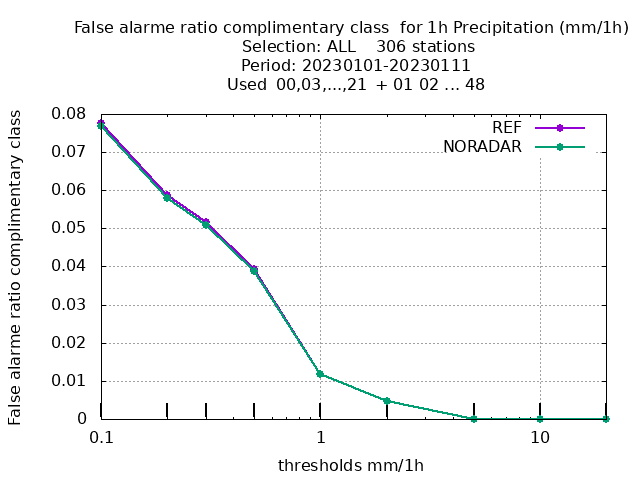 False alarme ratio complimentary class  for 1h Precipitation (mm/1h)
Selection: ALL    306 stations
Period: 20230101-20230111
Used  00,03,...,21  + 01 02 ... 48
False alarme ratio complimentary class
0.08
0.07
0.06
0.05
0.04
0.03
0.02
0.01
0
REF
NORADAR
0.1
1
10
thresholds mm/1h